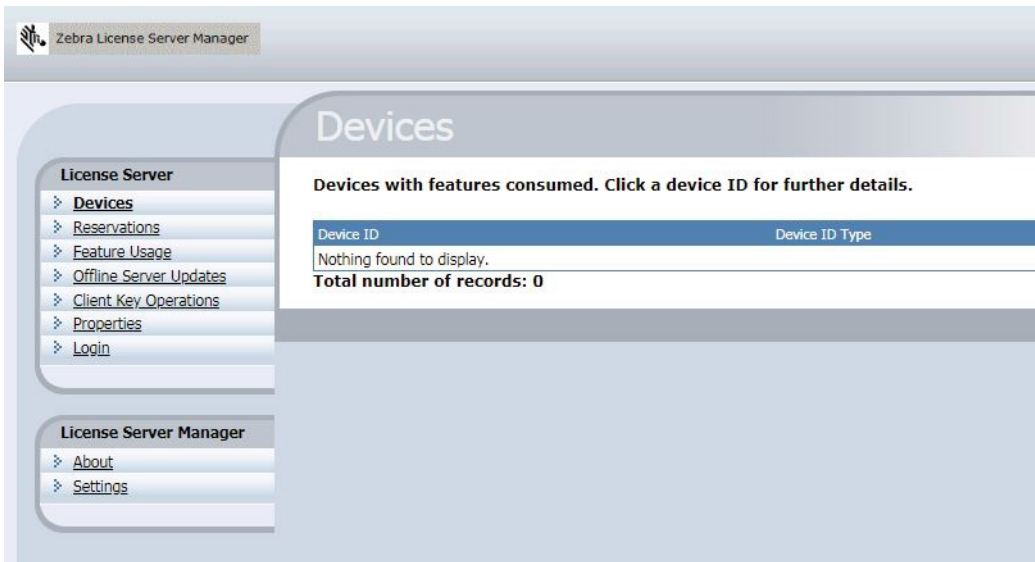 Zebra License Server Manager
Devices
License Server
Devices
Reservations
Feature Usage
Offline Server Updates
Client Key Operations
Properties
Login
License Server Manager
About
Settings
Devices with features consumed. Click a device ID for further details.
Device ID Device ID Type
Nothing found to display.
Total number of records: 0